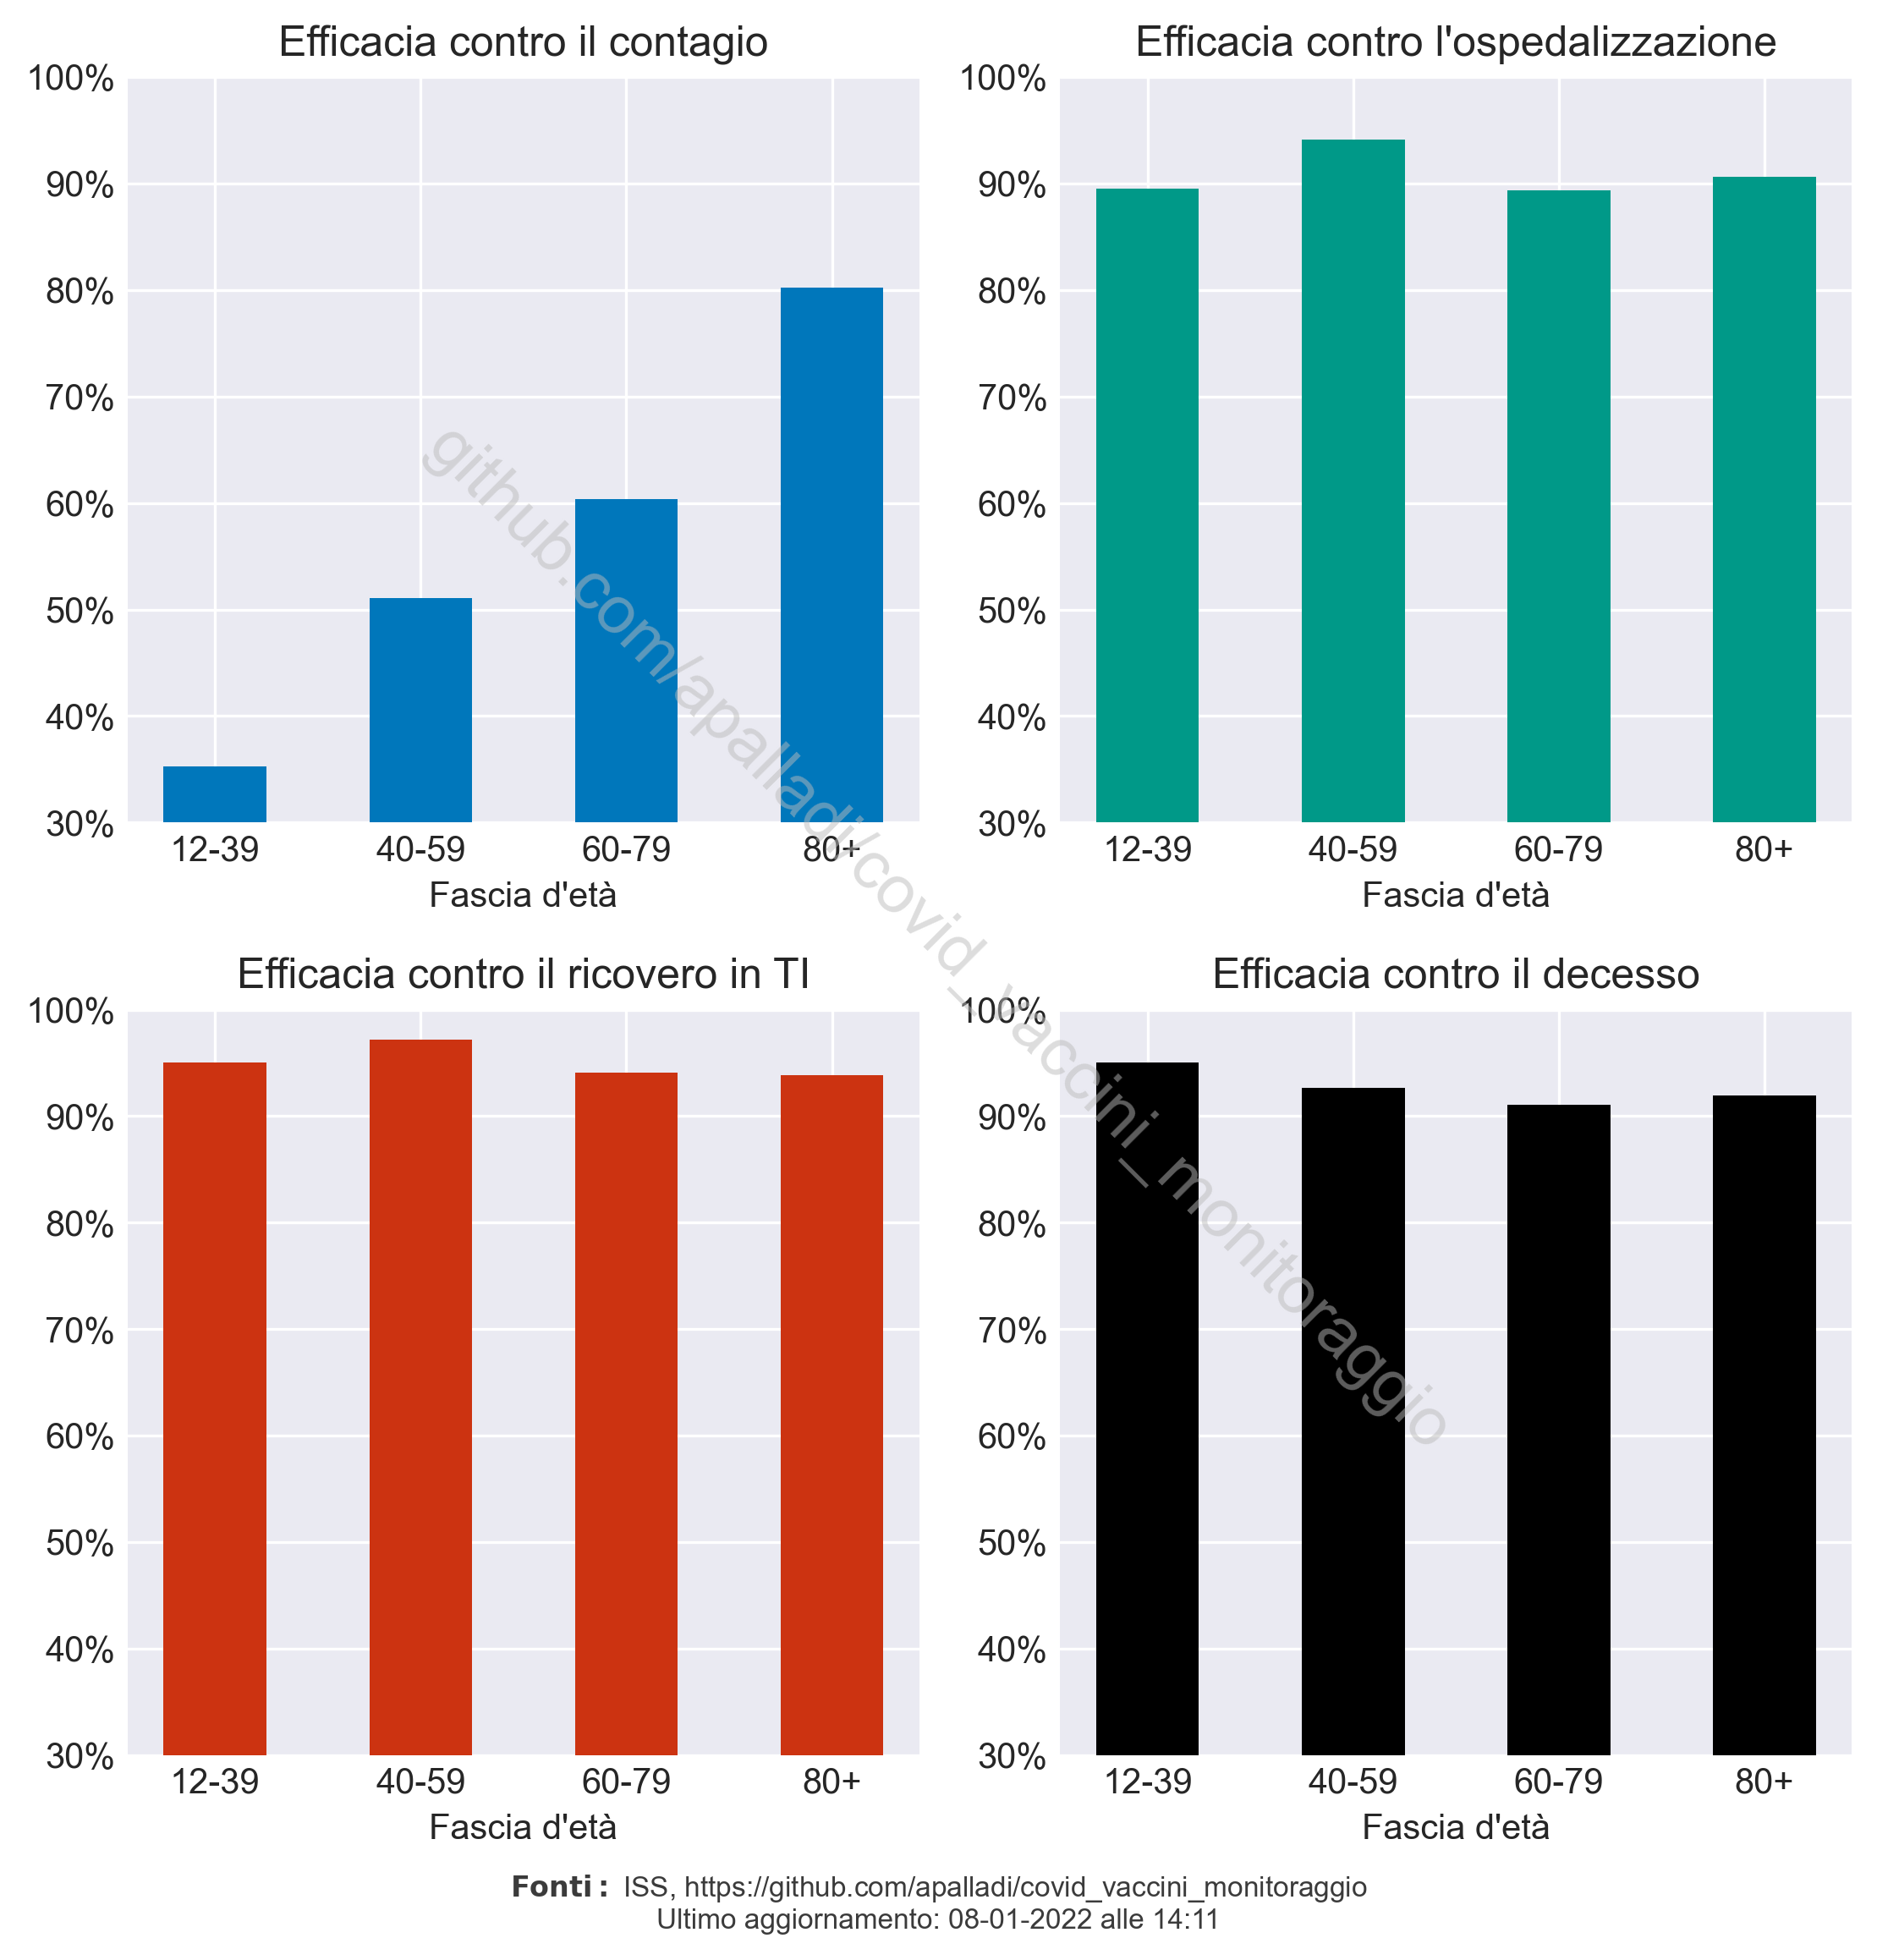 Efficacia contro il contagio
100%
90%
80%
70%
60%
50%
40%
30%
12-39 40-59 60-79 80+
Fascia d'età
Efficacia contro l'ospedalizzazione
100%
90%
80%
70%
60%
50%
40%
30%
12-39 40-59 60-79 80+
Fascia d'età
Efficacia contro il ricovero in TI
100%
90%
80%
70%
60%
50%
40%
30%
12-39 40-59 60-79 80+
Fascia d'età
Efficacia contro il decesso
100%
90%
80%
70%
60%
50%
40%
30%
12-39 40-59 60-79 80+
Fascia d'età
github.com/apalladi/covid_vaccini_monitoraggio
Fonti: ISS, https://github.com/apalladi/covid_vaccini_monitoraggio
Ultimo aggiornamento: 08-01-2022 alle 14:11